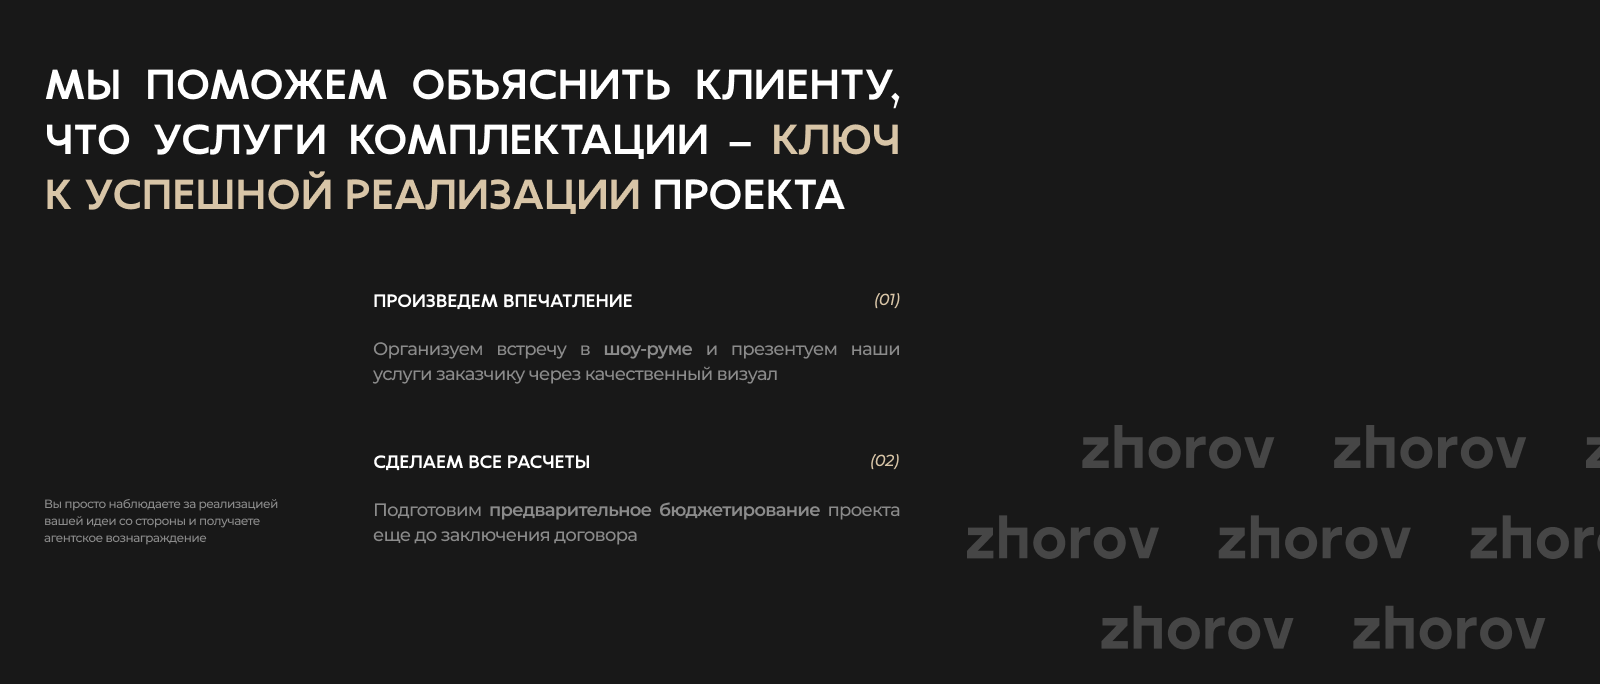 МЫ ПОМОЖЕМ ОБЪЯСНИТЬ КЛИЕНТУ,
ЧТО УСЛУГИ КОМПЛЕКТАЦИИ – КЛЮЧ
К УСПЕШНОЙ РЕАЛИЗАЦИИ ПРОЕКТА
ПРОИЗВЕДЕМ ВПЕЧАТЛЕНИЕ (01)
Организуем встречу в шоу-руме и презентуем наши
услуги заказчику через качественный визуал
СДЕЛАЕМ ВСЕ РАСЧЕТЫ (02)
Подготовим предварительное бюджетирование проекта
еще до заключения договора
Вы просто наблюдаете за реализацией
вашей идеи со стороны и получаете
агентское вознаграждение
zhorov zhorov z
zhorov zhorov zhor
zhorov zhorov